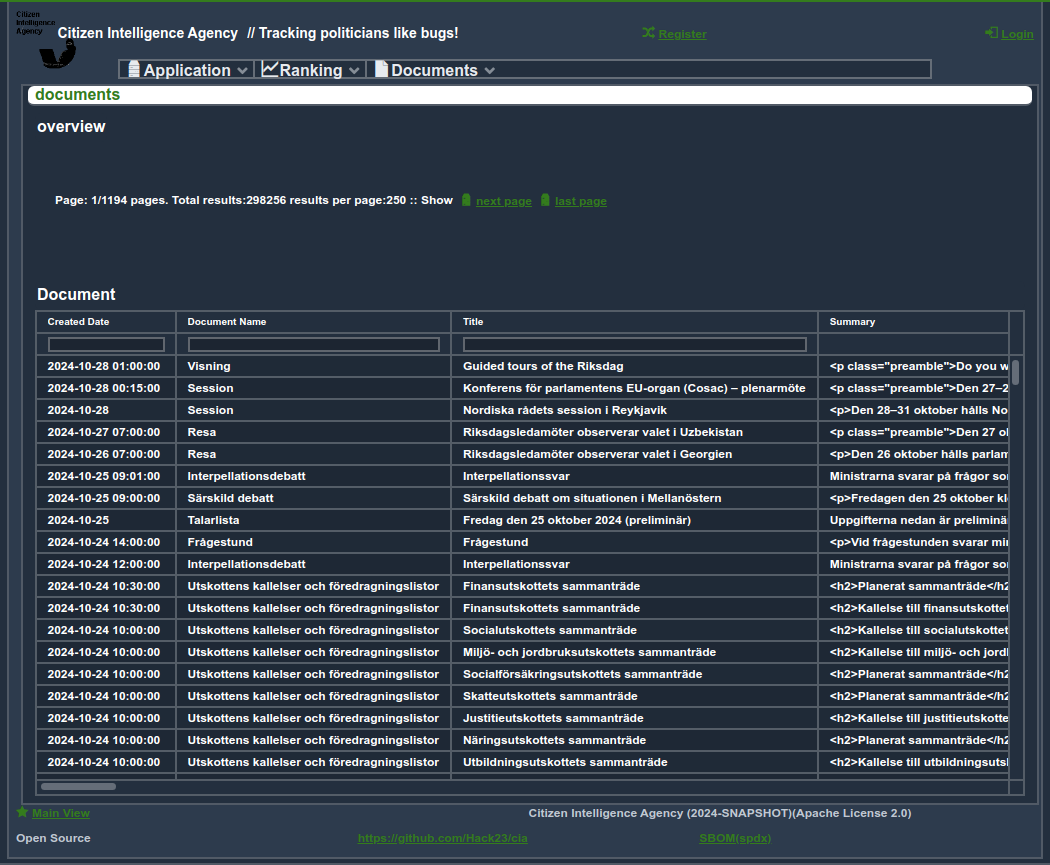 Citizen
Intelligence
Agency
Citizen Intelligence Agency // Tracking politicians like bugs!
Register
Login
Application
Ranking
Documents
documents
overview
Page: 1/1194 pages. Total results:298256 results per page:250 :: Show next page last page
Document
Created Date Document Name Title Summary
2024-10-28 01:00:00 Visning Guided tours of the Riksdag <p class="preamble">Do you w
2024-10-28 00:15:00 Session Konferens för parlamentens EU-organ (Cosac) – plenarmöte <p class="preamble">Den 27–2
2024-10-28 Session Nordiska rådets session i Reykjavik <p>Den 28–31 oktober hålls No
2024-10-27 07:00:00 Resa Riksdagsledamöter observerar valet i Uzbekistan <p class="preamble">Den 27 ol
2024-10-26 07:00:00 Resa Riksdagsledamöter observerar valet i Georgien <p>Den 26 oktober hålls parlam
2024-10-25 09:01:00 Interpellationsdebatt Interpellationssvar Ministrarna svarar på frågor so
2024-10-25 09:00:00 Särskild debatt Särskild debatt om situationen i Mellanöstern <p>Fredagen den 25 oktober kl
2024-10-25 Talarlista Fredag den 25 oktober 2024 (preliminär) Uppgifterna nedan är preliminä
2024-10-24 14:00:00 Frågestund Frågestund <p>Vid frågestunden svarar mi
2024-10-24 12:00:00 Interpellationsdebatt Interpellationssvar Ministrarna svarar på frågor so
2024-10-24 10:30:00 Utskottens kallelser och föredragningslistor Finansutskottets sammanträde <h2>Planerat sammanträde</h2
2024-10-24 10:30:00 Utskottens kallelser och föredragningslistor Finansutskottets sammanträde <h2>Kallelse till finansutskottet
2024-10-24 10:00:00 Utskottens kallelser och föredragningslistor Socialutskottets sammanträde <h2>Kallelse till socialutskottet
2024-10-24 10:00:00 Utskottens kallelser och föredragningslistor Miljö- och jordbruksutskottets sammanträde <h2>Kallelse till miljö- och jord
2024-10-24 10:00:00 Utskottens kallelser och föredragningslistor Socialförsäkringsutskottets sammanträde <h2>Planerat sammanträde</h2
2024-10-24 10:00:00 Utskottens kallelser och föredragningslistor Skatteutskottets sammanträde <h2>Planerat sammanträde</h2
2024-10-24 10:00:00 Utskottens kallelser och föredragningslistor Justitieutskottets sammanträde <h2>Kallelse till justitieutskotte
2024-10-24 10:00:00 Utskottens kallelser och föredragningslistor Näringsutskottets sammanträde <h2>Planerat sammanträde</h2
2024-10-24 10:00:00 Utskottens kallelser och föredragningslistor Utbildningsutskottets sammanträde <h2>Kallelse till utbildningsuts
Main View Citizen Intelligence Agency (2024-SNAPSHOT)(Apache License 2.0)
Open Source https://github.com/Hack23/cia SBOM(spdx)